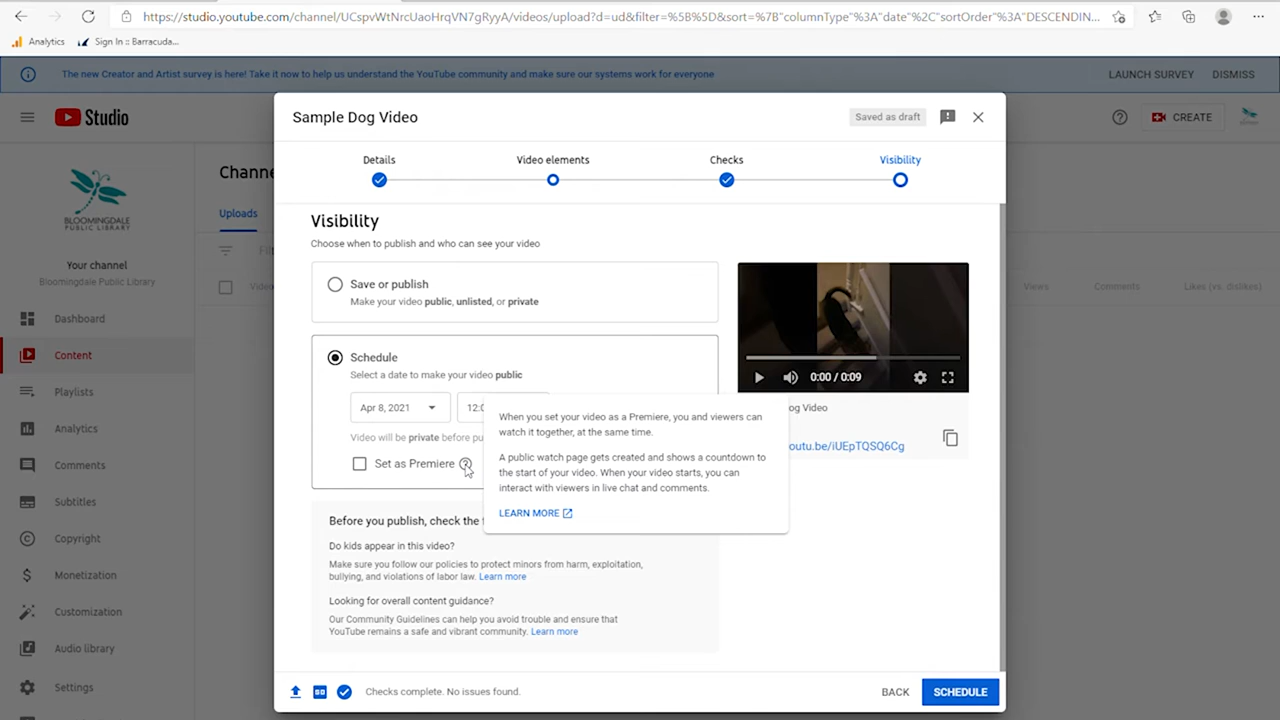 https://studio.youtube.com/channel/UCspvWtNrcUaoHrqVN7gRyyA/videos/upload?d=ud&filter=%5B%5D&sort=%7B"columnType"%3A"date"%2C"sortOrder"%3A"DESCENDIN...
Analytics
Sign In :: Barracuda...
The new Creator and Artist survey is here! Take it now to help us understand the YouTube community and make sure our systems work for everyone
LAUNCH SURVEY
DISMISS
Studio
CREATE
BLOOMINGDALE
PUBLIC LIBRARY
Your channel
Bloomingdale Public Library
Dashboard
Content
Playlists
Analytics
Comments
Subtitles
Copyright
Monetization
Customization
Audio library
Settings
Uploads
Views
Comments
Likes (vs. dislikes)
Sample Dog Video
Saved as draft
Details
Video elements
Checks
Visibility
Visibility
Choose when to publish and who can see your video
Save or publish
Make your video public, unlisted, or private
Schedule
Select a date to make your video public
Apr 8, 2021
12:0
Video will be private before pu
Set as Premiere
When you set your video as a Premiere, you and viewers can
watch it together, at the same time.
A public watch page gets created and shows a countdown to
the start of your video. When your video starts, you can
interact with viewers in live chat and comments.
LEARN MORE
0:00 / 0:09
og Video
outu.be/iUEpTQSQ6Cg
Before you publish, check the f
Do kids appear in this video?
Make sure you follow our policies to protect minors from harm, exploitation,
bullying, and violations of labor law. Learn more
Looking for overall content guidance?
Our Community Guidelines can help you avoid trouble and ensure that
YouTube remains a safe and vibrant community. Learn more
SD
Checks complete. No issues found.
BACK
SCHEDULE